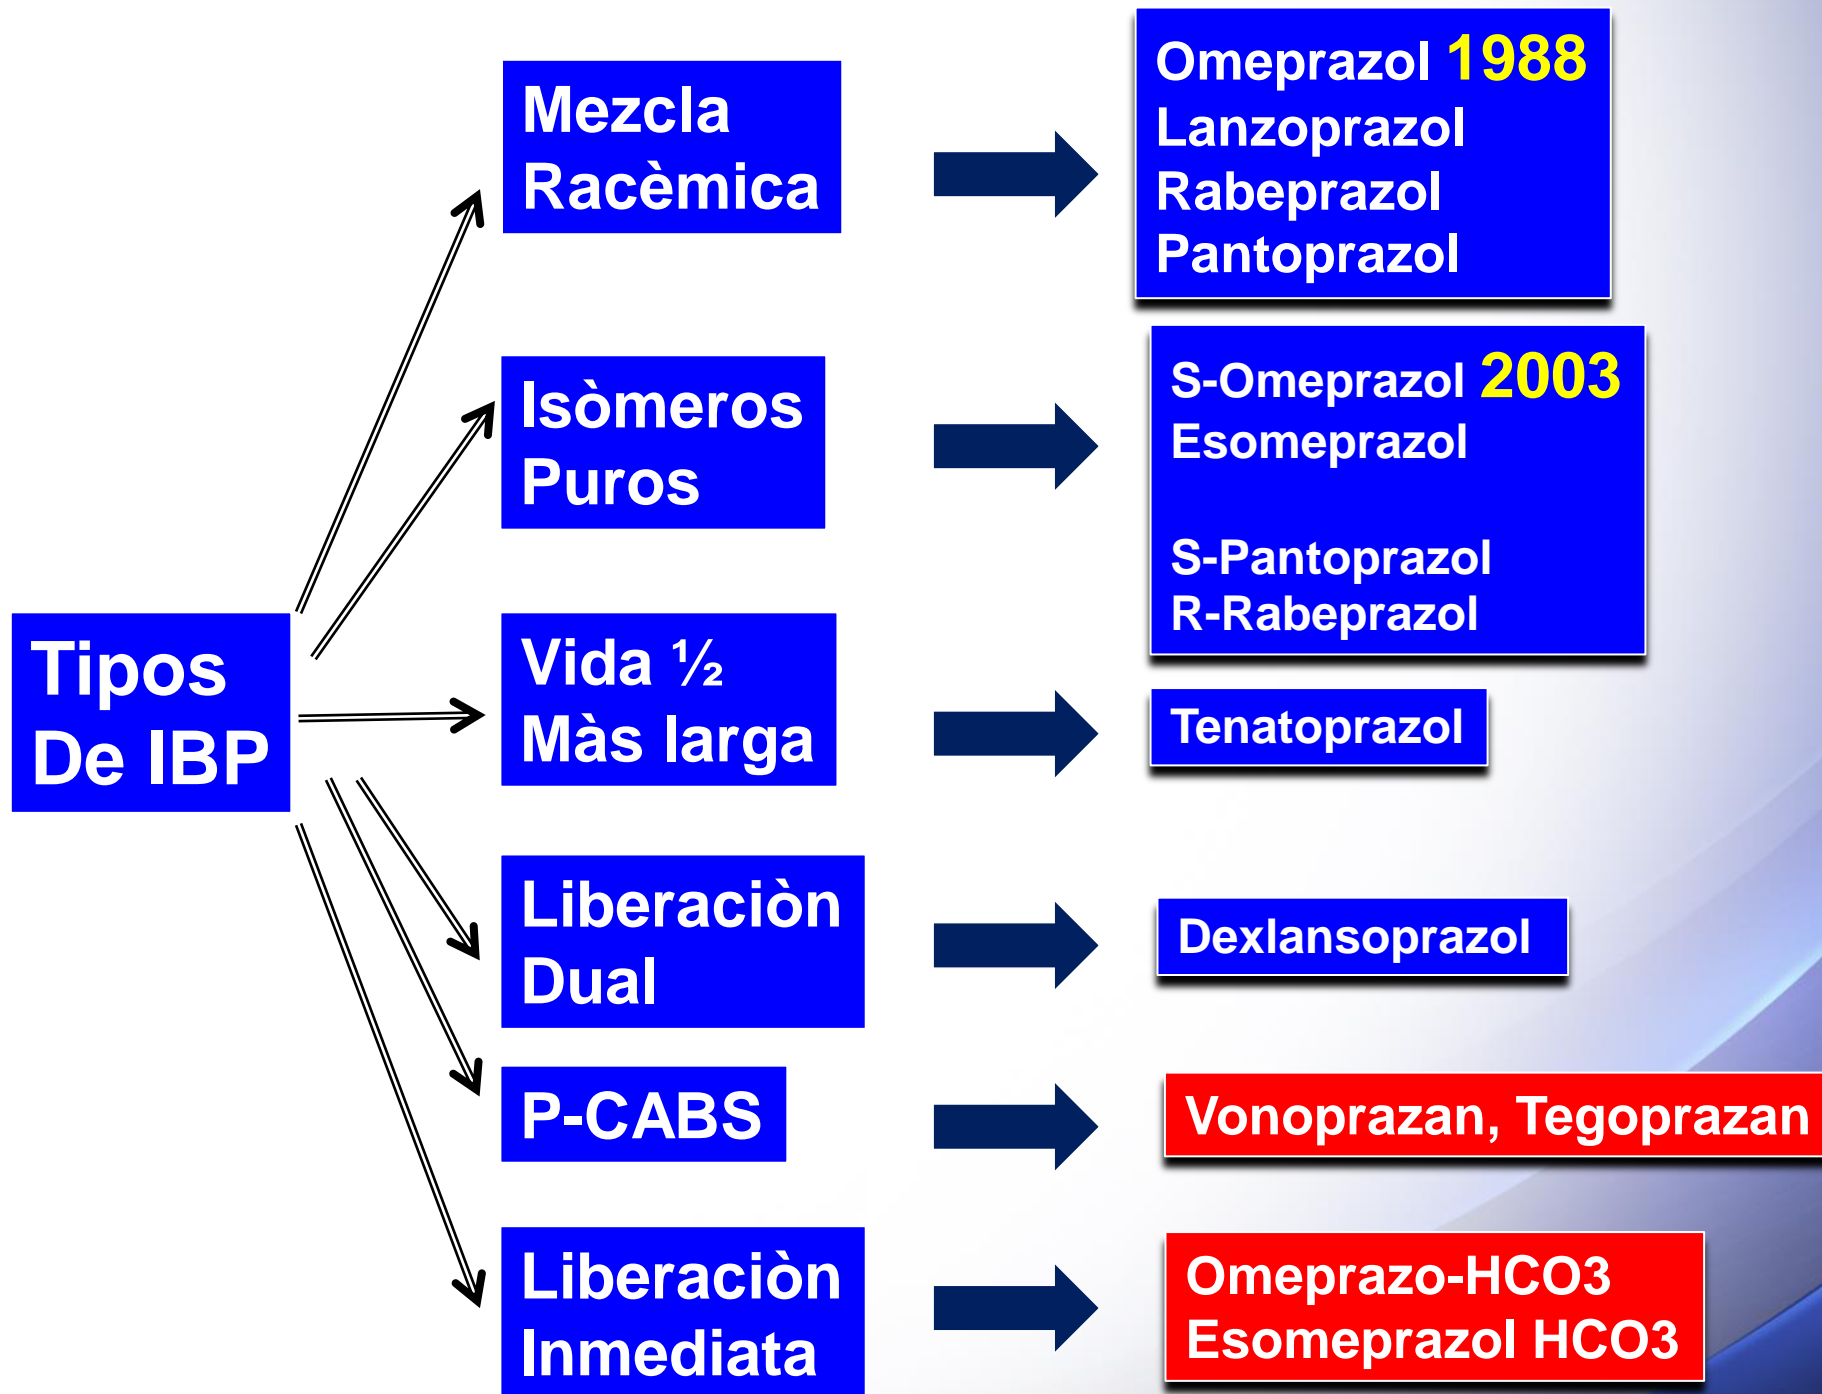 Tipos
De IBP
Mezcla
Racèmica
Omeprazol 1988
Lanzoprazol
Rabeprazol
Pantoprazol
Isòmeros
Puros
S-Omeprazol 2003
Esomeprazol
S-Pantoprazol
R-Rabeprazol
Vida ½
Màs larga
Tenatoprazol
Liberaciòn
Dual
Dexlansoprazol
P-CABS
Vonoprazan, Tegoprazan
Liberaciòn
Inmediata
Omeprazo-HCO3
Esomeprazol HCO3